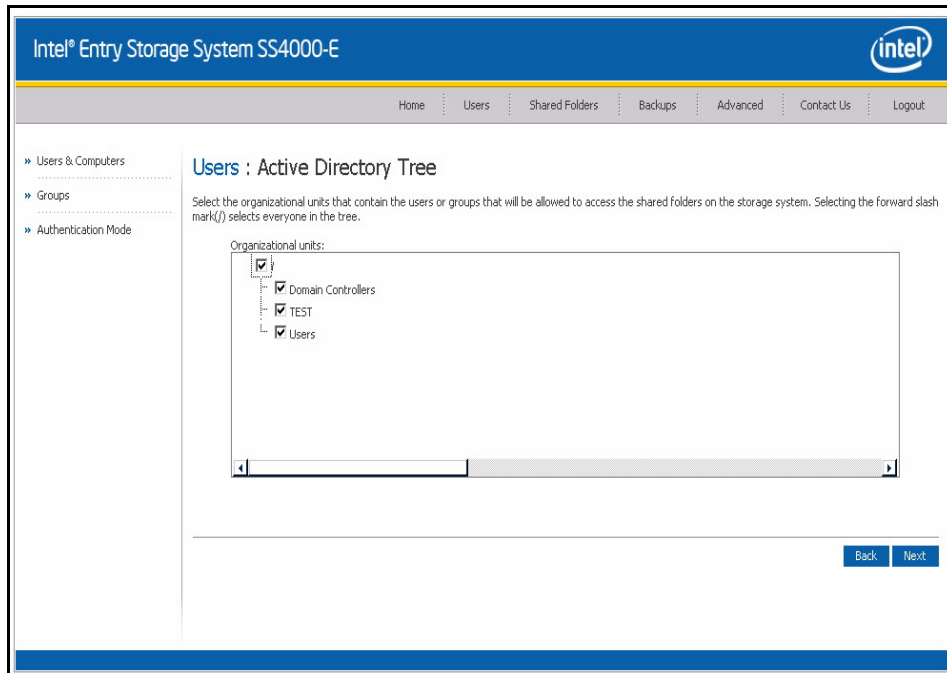 Intel® Entry Storage System SS4000-E
intel
Home Users Shared Folders Backups Advanced Contact Us Logout
» Users & Computers
» Groups
» Authentication Mode
Users : Active Directory Tree
Select the organizational units that contain the users or groups that will be allowed to access the shared folders on the storage system. Selecting the forward slash
mark(/) selects everyone in the tree.
Organizational units:
/
Domain Controllers
TEST
Users
Back Next